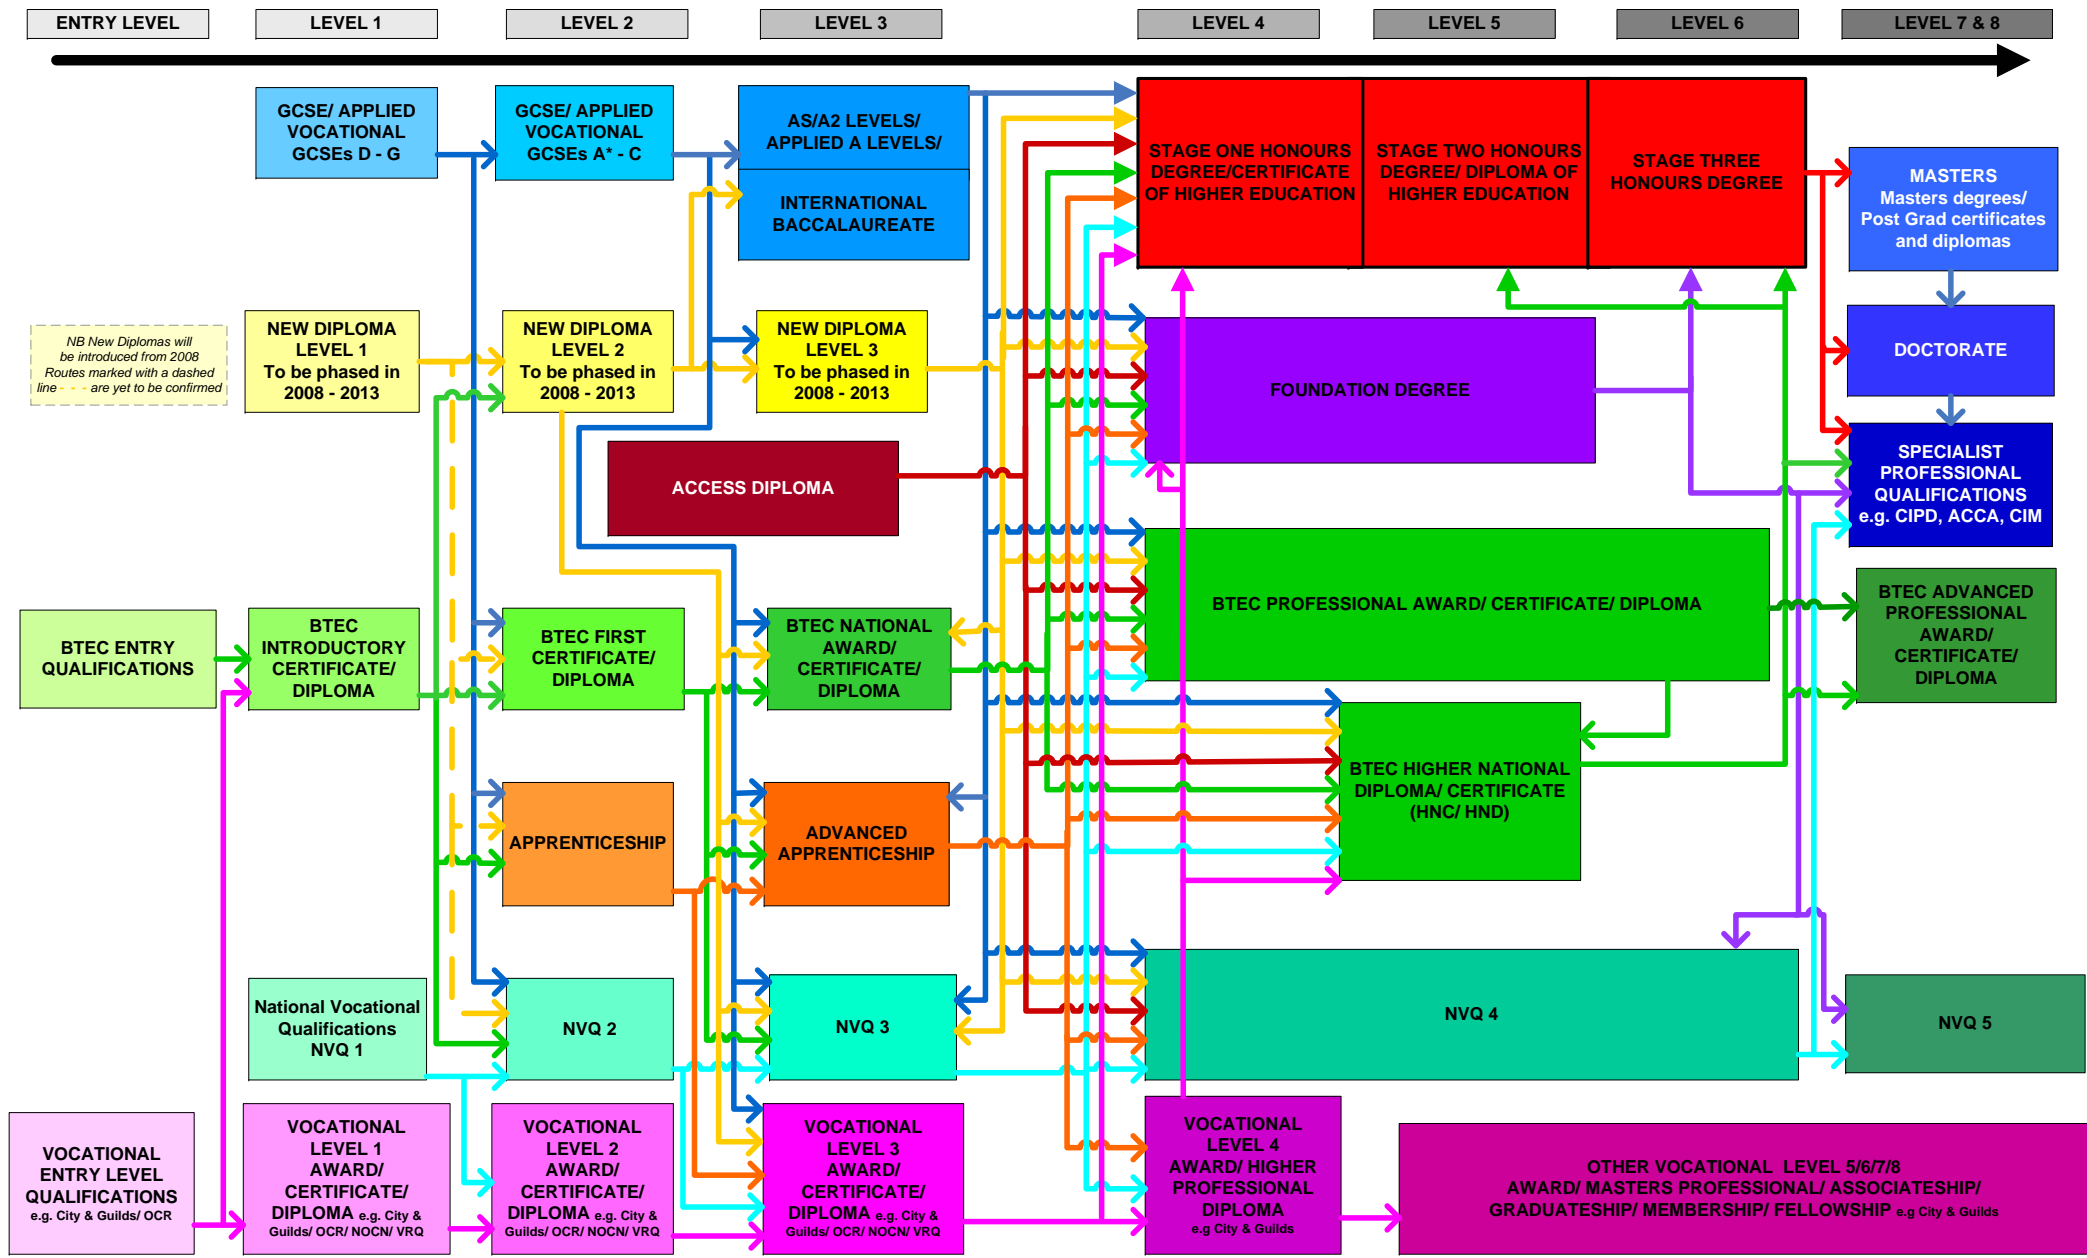 ENTRY LEVEL
LEVEL 1
LEVEL 2
LEVEL 3
LEVEL 4
LEVEL 5
LEVEL 6
LEVEL 7 & 8
GCSE/ APPLIED
VOCATIONAL
GCSEs D - G
GCSE/ APPLIED
VOCATIONAL
GCSEs A* - C
AS/A2 LEVELS/
APPLIED A LEVELS/
INTERNATIONAL
BACCALAUREATE
STAGE ONE HONOURS
DEGREE/CERTIFICATE
OF HIGHER EDUCATION
STAGE TWO HONOURS
DEGREE/ DIPLOMA OF
HIGHER EDUCATION
STAGE THREE
HONOURS DEGREE
MASTERS
Masters degrees/
Post Grad certificates
and diplomas
NB New Diplomas will
be introduced from 2008
Routes marked with a dashed
line - - - are yet to be confirmed
NEW DIPLOMA
LEVEL 1
To be phased in
2008 - 2013
NEW DIPLOMA
LEVEL 2
To be phased in
2008 - 2013
NEW DIPLOMA
LEVEL 3
To be phased in
2008 - 2013
FOUNDATION DEGREE
DOCTORATE
ACCESS DIPLOMA
SPECIALIST
PROFESSIONAL
QUALIFICATIONS
e.g. CIPD, ACCA, CIM
BTEC ENTRY
QUALIFICATIONS
BTEC
INTRODUCTORY
CERTIFICATE/
DIPLOMA
BTEC FIRST
CERTIFICATE/
DIPLOMA
BTEC NATIONAL
AWARD/
CERTIFICATE/
DIPLOMA
BTEC PROFESSIONAL AWARD/ CERTIFICATE/ DIPLOMA
BTEC ADVANCED
PROFESSIONAL
AWARD/
CERTIFICATE/
DIPLOMA
APPRENTICESHIP
ADVANCED
APPRENTICESHIP
BTEC HIGHER NATIONAL
DIPLOMA/ CERTIFICATE
(HNC/ HND)
National Vocational
Qualifications
NVQ 1
NVQ 2
NVQ 3
NVQ 4
NVQ 5
VOCATIONAL
ENTRY LEVEL
QUALIFICATIONS
e.g. City & Guilds/ OCR
VOCATIONAL
LEVEL 1
AWARD/
CERTIFICATE/
DIPLOMA e.g. City &
Guilds/ OCR/ NOCN/ VRQ
VOCATIONAL
LEVEL 2
AWARD/
CERTIFICATE/
DIPLOMA e.g. City &
Guilds/ OCR/ NOCN/ VRQ
VOCATIONAL
LEVEL 3
AWARD/
CERTIFICATE/
DIPLOMA e.g. City &
Guilds/ OCR/ NOCN/ VRQ
VOCATIONAL
LEVEL 4
AWARD/ HIGHER
PROFESSIONAL
DIPLOMA
e.g City & Guilds
OTHER VOCATIONAL LEVEL 5/6/7/8
AWARD/ MASTERS PROFESSIONAL/ ASSOCIATESHIP/
GRADUATESHIP/ MEMBERSHIP/ FELLOWSHIP e.g City & Guilds